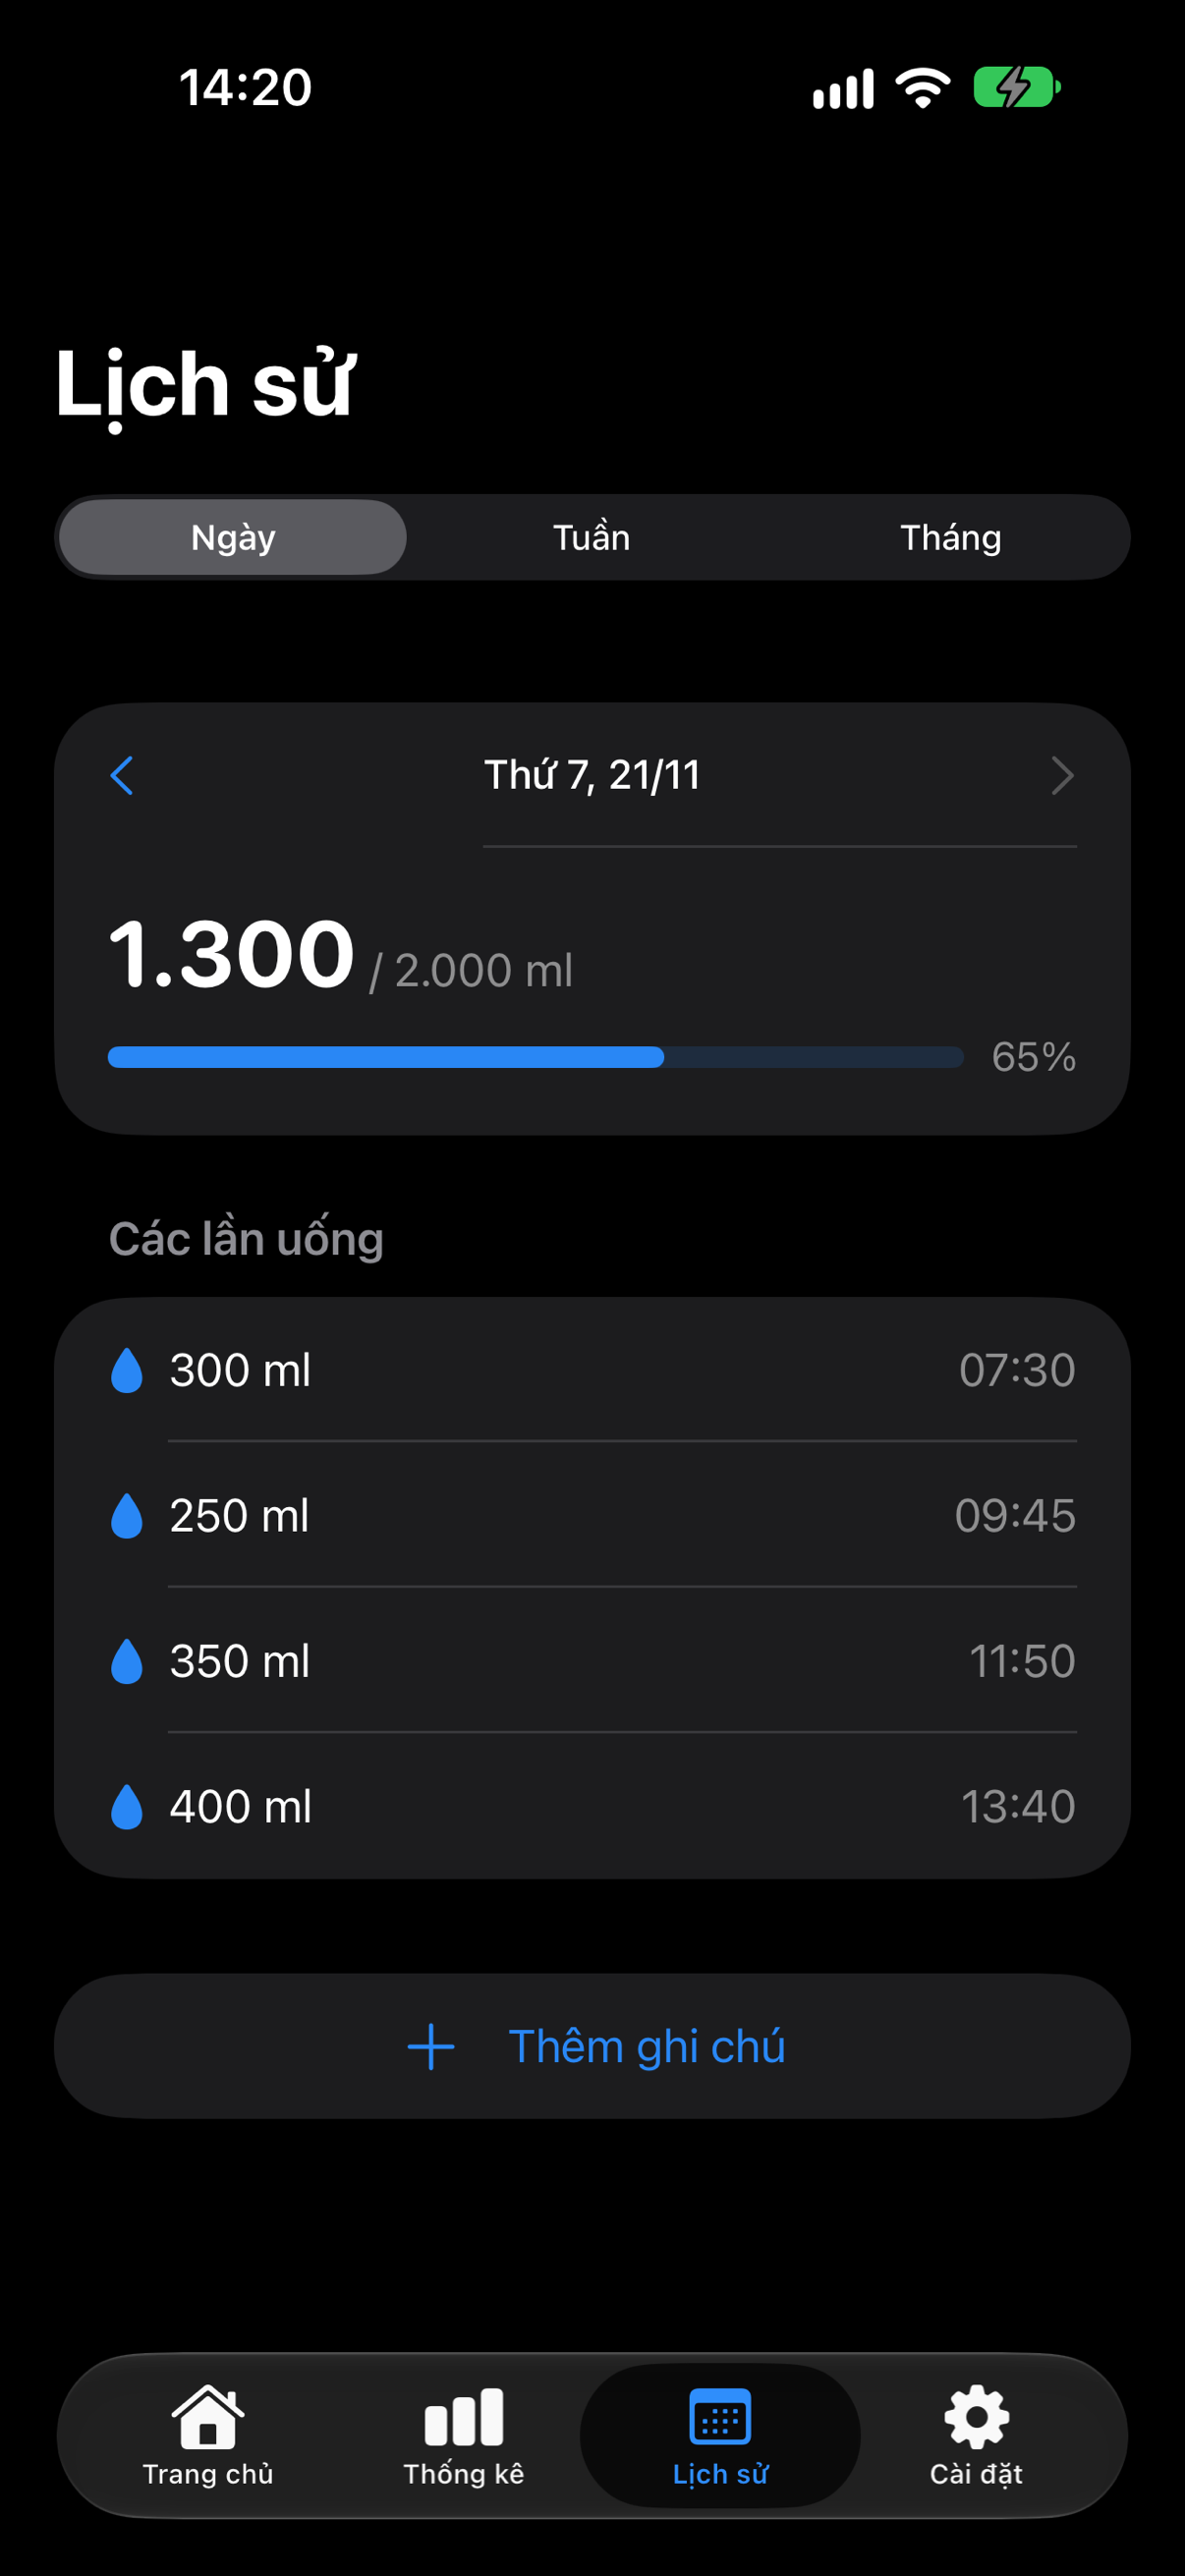 14:20
Lịch sử
Ngày Tuần Tháng
Thứ 7, 21/11
1.300 / 2.000 ml
65%
Các lần uống
300 ml 07:30
250 ml 09:45
350 ml 11:50
400 ml 13:40
Thêm ghi chú
Trang chủ Thống kê Lịch sử Cài đặt